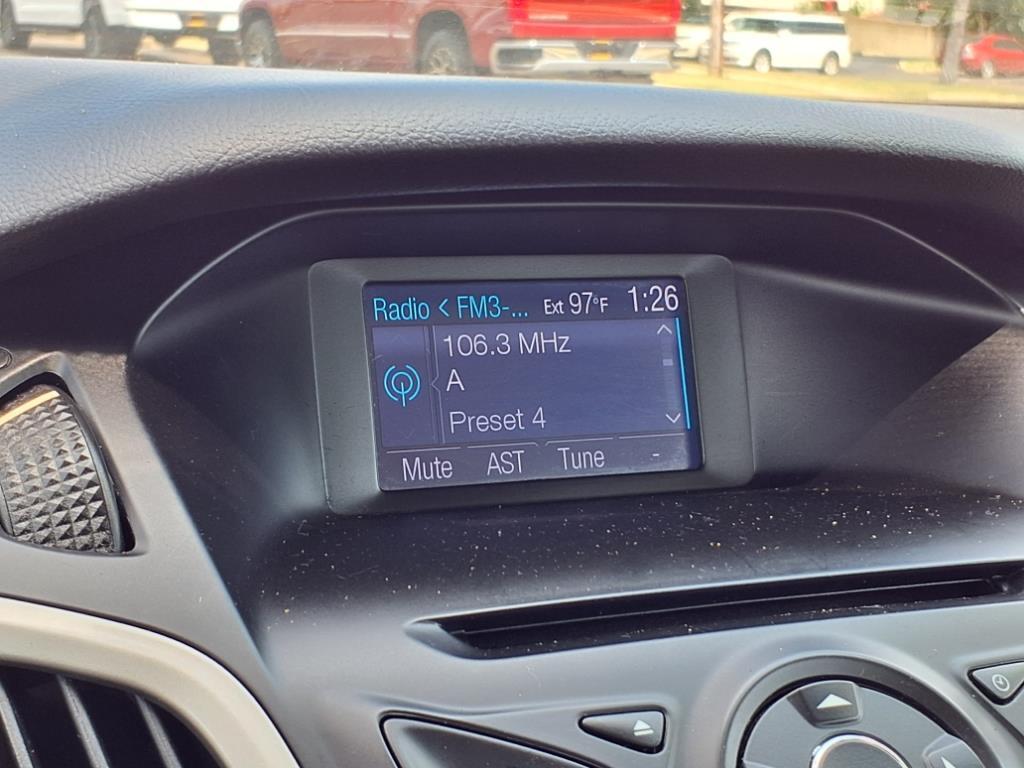 Radio < FM3-... Ext 97°F 1:26
106.3 MHz
A
Preset 4
Mute AST Tune -